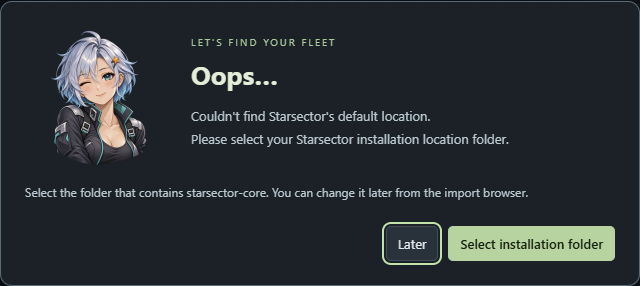 LET'S FIND YOUR FLEET
Oops...
Couldn't find Starsector's default location.
Please select your Starsector installation location folder.
Select the folder that contains starsector-core. You can change it later from the import browser.
Later
Select installation folder